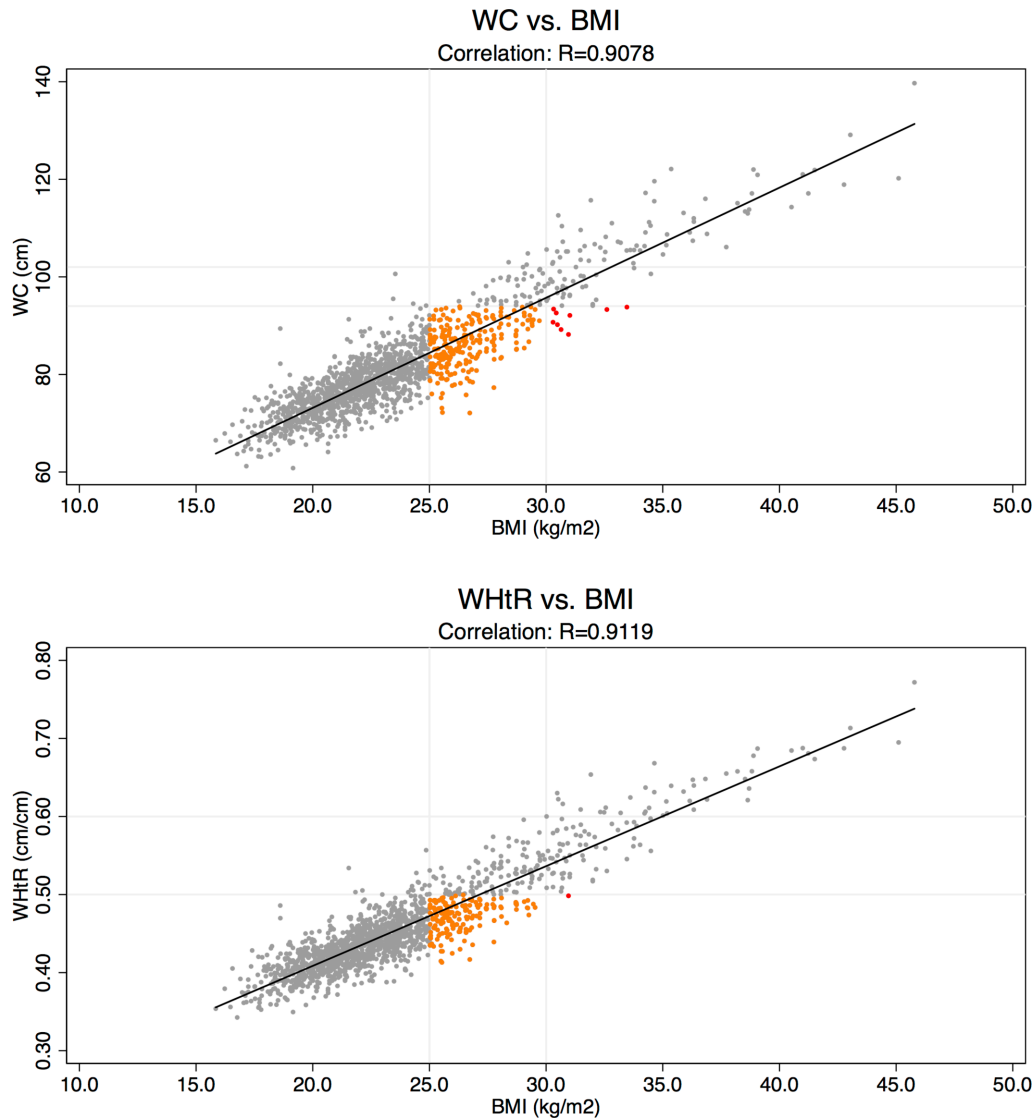 WC vs. BMI
Correlation: R=0.9078
WC (cm)
140
120
100
80
60
10.0 15.0 20.0 25.0 30.0 35.0 40.0 45.0 50.0
BMI (kg/m2)
WHtR vs. BMI
Correlation: R=0.9119
WHtR (cm/cm)
0.80
0.70
0.60
0.50
0.40
0.30
10.0 15.0 20.0 25.0 30.0 35.0 40.0 45.0 50.0
BMI (kg/m2)